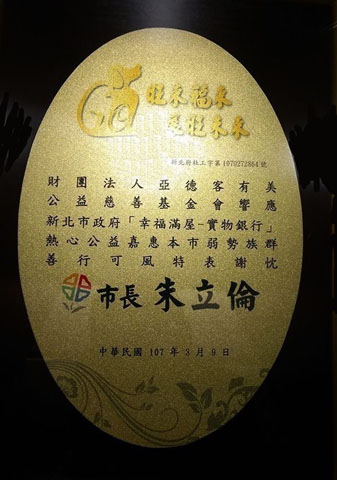 旺來福來
旺未來
新北府社工字第1070272864號
財團法人亞德客有美
公益慈善基金會響應
新北市政府「幸福滿屋-實物銀行」
熱心公益嘉惠本市弱勢族群
善行可風特表謝忱
市長 朱立倫
中華民國 107 年 3 月 9 日